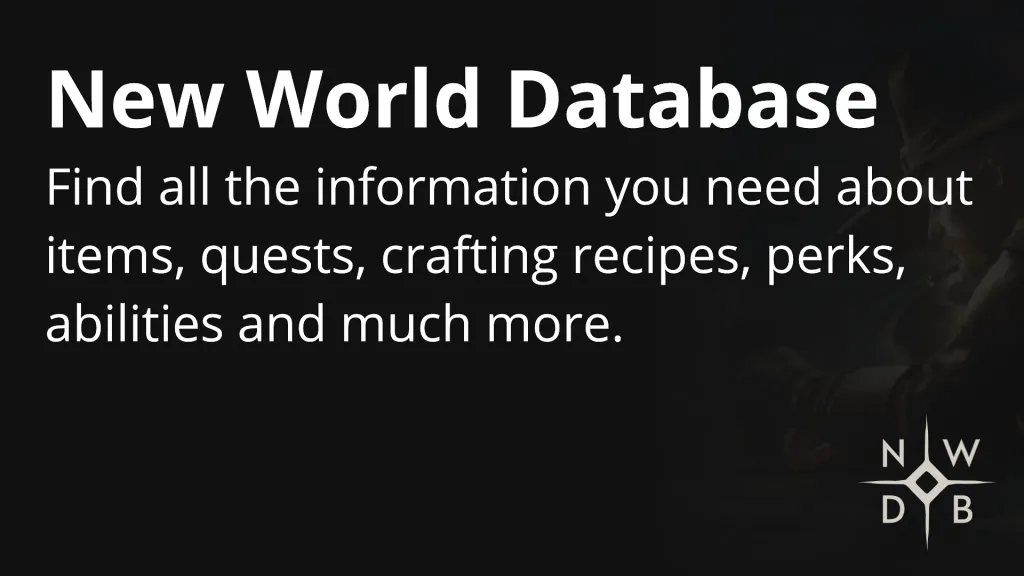 New World Database
Find all the information you need about
items, quests, crafting recipes, perks,
abilities and much more.
N W
D B